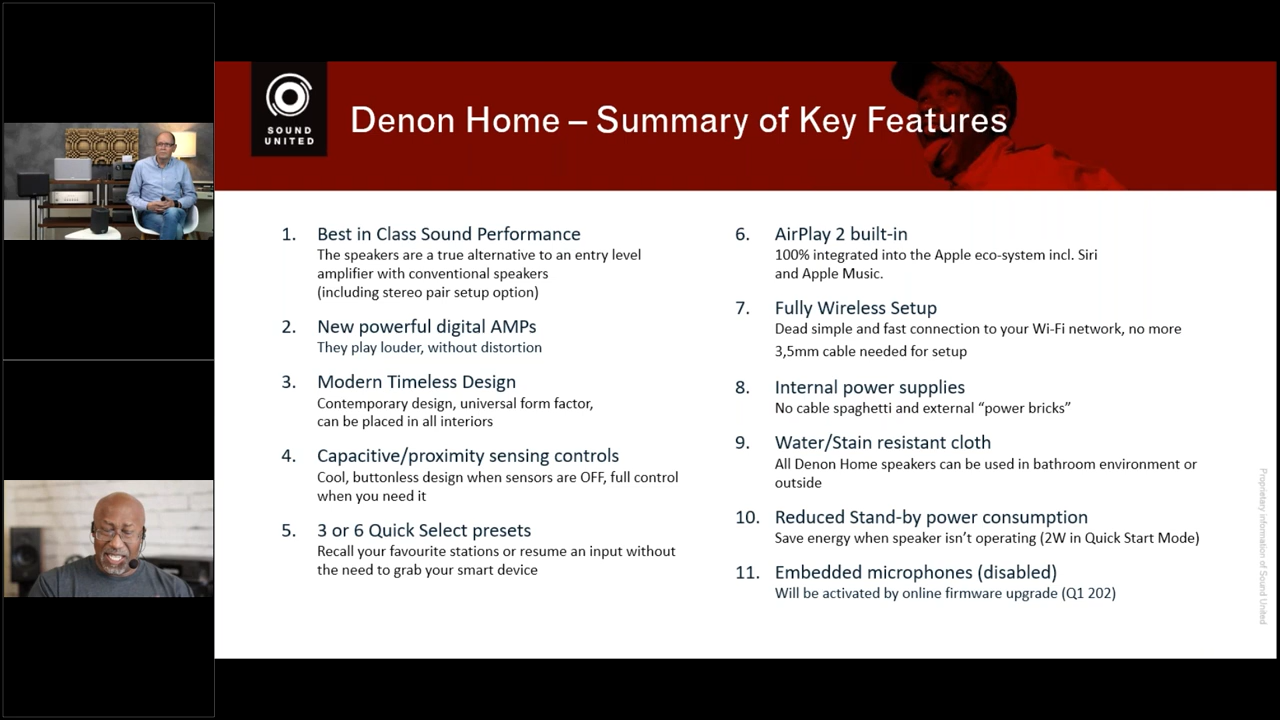 SOUND
UNITED
Denon Home – Summary of Key Features
1. Best in Class Sound Performance
The speakers are a true alternative to an entry level
amplifier with conventional speakers
(including stereo pair setup option)
2. New powerful digital AMPs
They play louder, without distortion
3. Modern Timeless Design
Contemporary design, universal form factor,
can be placed in all interiors
4. Capacitive/proximity sensing controls
Cool, buttonless design when sensors are OFF, full control
when you need it
5. 3 or 6 Quick Select presets
Recall your favourite stations or resume an input without
the need to grab your smart device
6. AirPlay 2 built-in
100% integrated into the Apple eco-system incl. Siri
and Apple Music.
7. Fully Wireless Setup
Dead simple and fast connection to your Wi-Fi network, no more
3,5mm cable needed for setup
8. Internal power supplies
No cable spaghetti and external “power bricks”
9. Water/Stain resistant cloth
All Denon Home speakers can be used in bathroom environment or
outside
10. Reduced Stand-by power consumption
Save energy when speaker isn’t operating (2W in Quick Start Mode)
11. Embedded microphones (disabled)
Will be activated by online firmware upgrade (Q1 202)
Proprietary information of Sound United